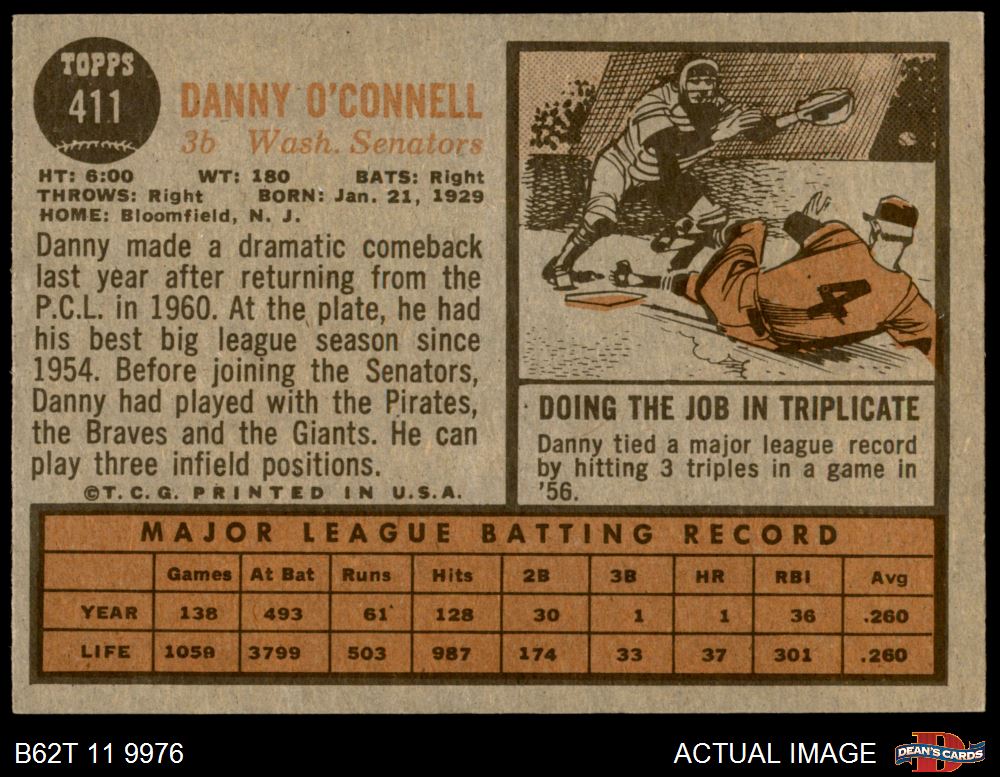 TOPPS
411
DANNY O'CONNELL
3b Wash. Senators
HT: 6:00 WT: 180 BATS: Right
THROWS: Right BORN: Jan. 21, 1929
HOME: Bloomfield, N. J.
Danny made a dramatic comeback
last year after returning from the
P.C.L. in 1960. At the plate, he had
his best big league season since
1954. Before joining the Senators,
Danny had played with the Pirates,
the Braves and the Giants. He can
play three infield positions.
©T.C.G. PRINTED IN U.S.A.
4
DOING THE JOB IN TRIPLICATE
Danny tied a major league record
by hitting 3 triples in a game in
'56.
MAJOR LEAGUE BATTING RECORD
Games At Bat Runs Hits 2B 3B HR RBI Avg
YEAR 138 493 61 128 30 1 1 36 .260
LIFE 1058 3799 503 987 174 33 37 301 .260
B62T 11 9976
ACTUAL IMAGE
DEAN'S CARDS